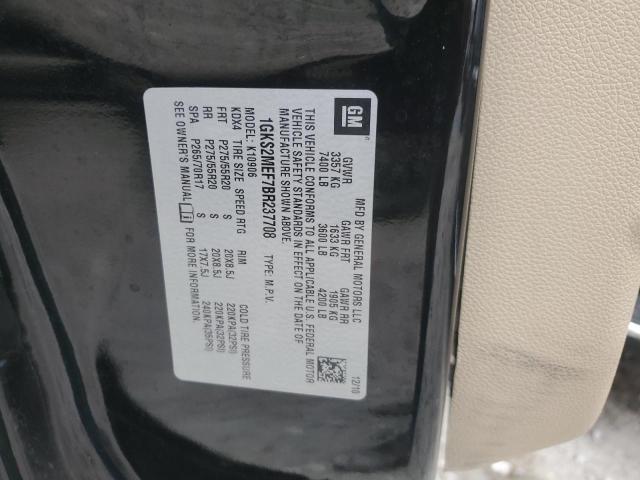 GM
MFD BY GENERAL MOTORS LLC 12/10
GVWR GAWR FRT GAWR RR
3357 KG 1633 KG 1905 KG
7400 LB 3600 LB 4200 LB
THIS VEHICLE CONFORMS TO ALL APPLICABLE U.S. FEDERAL MOTOR
VEHICLE SAFETY STANDARDS IN EFFECT ON THE DATE OF
MANUFACTURE SHOWN ABOVE.
1GKS2MEF7BR237708 TYPE: M.P.V.
MODEL: K10906
KDX4 TIRE SIZE SPEED RTG RIM COLD TIRE PRESSURE
FRT P275/55R20 S 20X8.5J 220KPA(32PSI)
RR P275/55R20 S 20X8.5J 220KPA(32PSI)
SPA P265/70R17 S 17X7.5J 240KPA(35PSI)
SEE OWNER'S MANUAL FOR MORE INFORMATION.